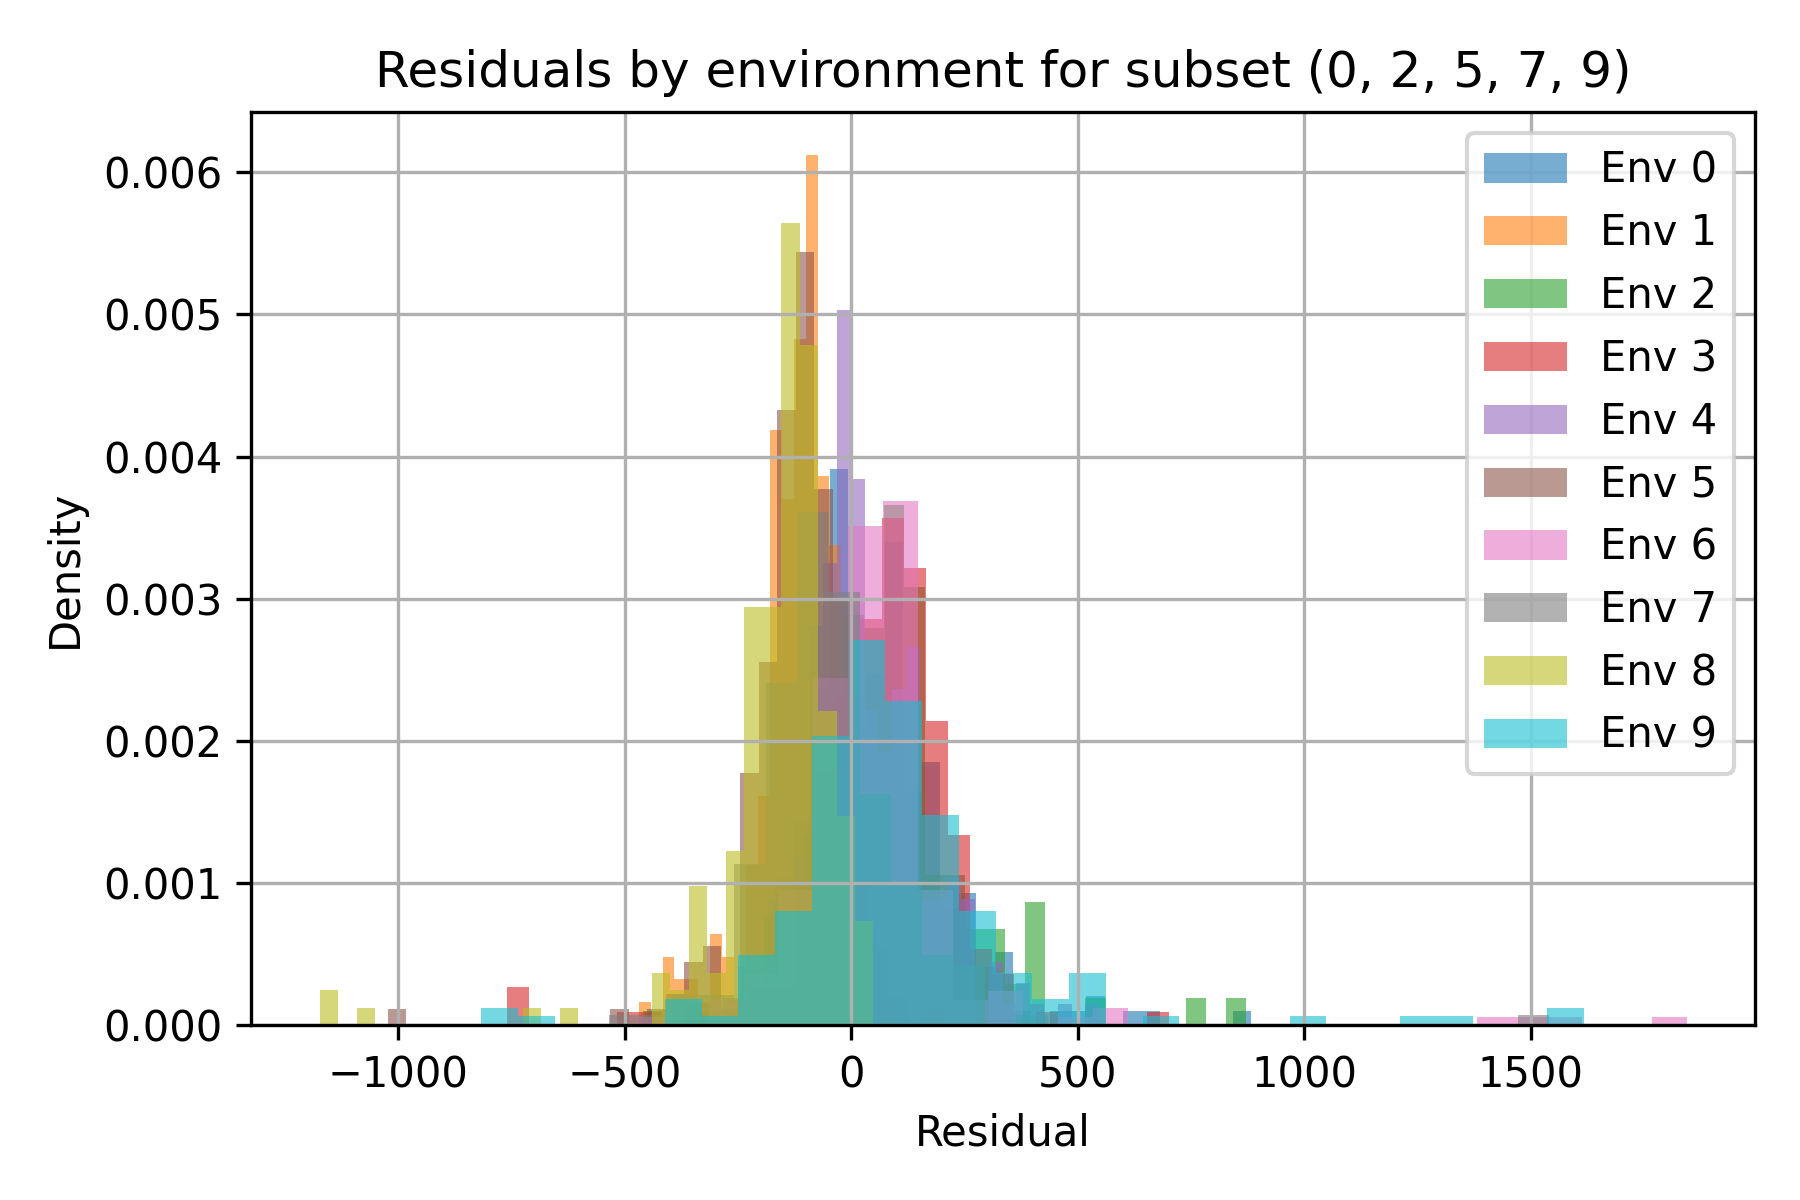 Residuals by environment for subset (0, 2, 5, 7, 9)
0.006
0.005
0.004
0.003
0.002
0.001
0.000
Density
−1000
−500
0
500
1000
1500
Residual
Env 0
Env 1
Env 2
Env 3
Env 4
Env 5
Env 6
Env 7
Env 8
Env 9